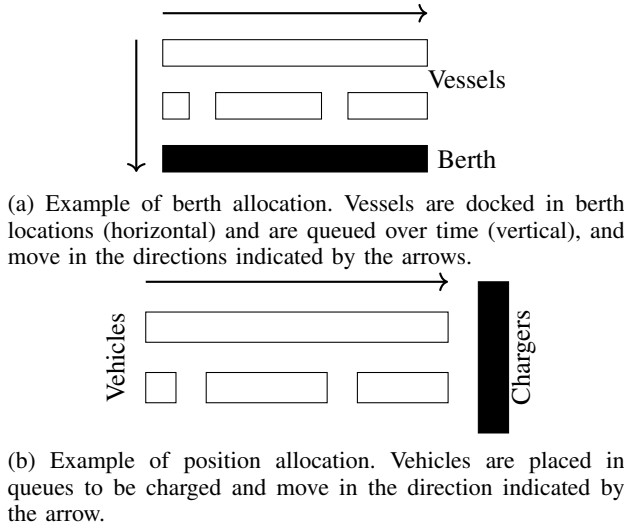 Vessels
Berth
(a) Example of berth allocation. Vessels are docked in berth
locations (horizontal) and are queued over time (vertical), and
move in the directions indicated by the arrows.
Vehicles
Chargers
(b) Example of position allocation. Vehicles are placed in
queues to be charged and move in the direction indicated by
the arrow.